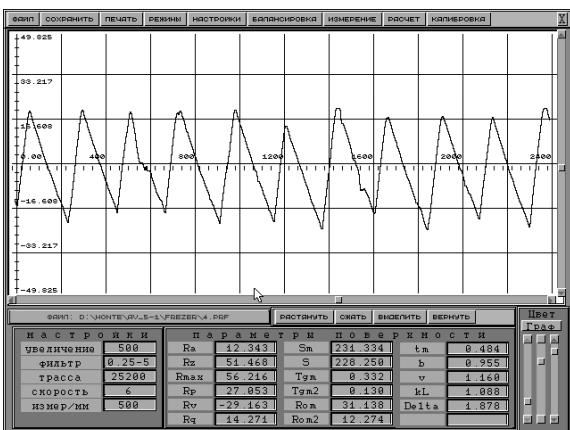 ФАИЛ СОХРАНИТЬ ПЕЧАТЬ РЕЖИМЫ НАСТРОИКИ БАЛАНСИРОВКА ИЗМЕРЕНИЕ РАСЧЕТ КАЛИБРОВКА X
49.825
33.217
16.608
0.00 400 800 1200 1600 2000 2400
-16.608
-33.217
-49.825
ФАИЛ: D:\MONTE\AV_5-1\FREZER\4.PRF РАСТЯНУТЬ СЖАТЬ ВЫДЕЛИТЬ ВЕРНУТЬ Цвет
Граф
настройки параметры поверхности
увеличение 500 Ra 12.343 Sm 231.334 tm 0.484
фильтр 0.25-5 Rz 51.468 S 228.250 b 0.955
трасса 25200 Rmax 56.216 Tgm 0.332 v 1.160
скорость 6 Rp 27.053 Tgm2 0.130 kL 1.088
измер/мм 500 Rv -29.163 Rom 31.138 Delta 1.878
Rq 14.271 Rom2 12.274